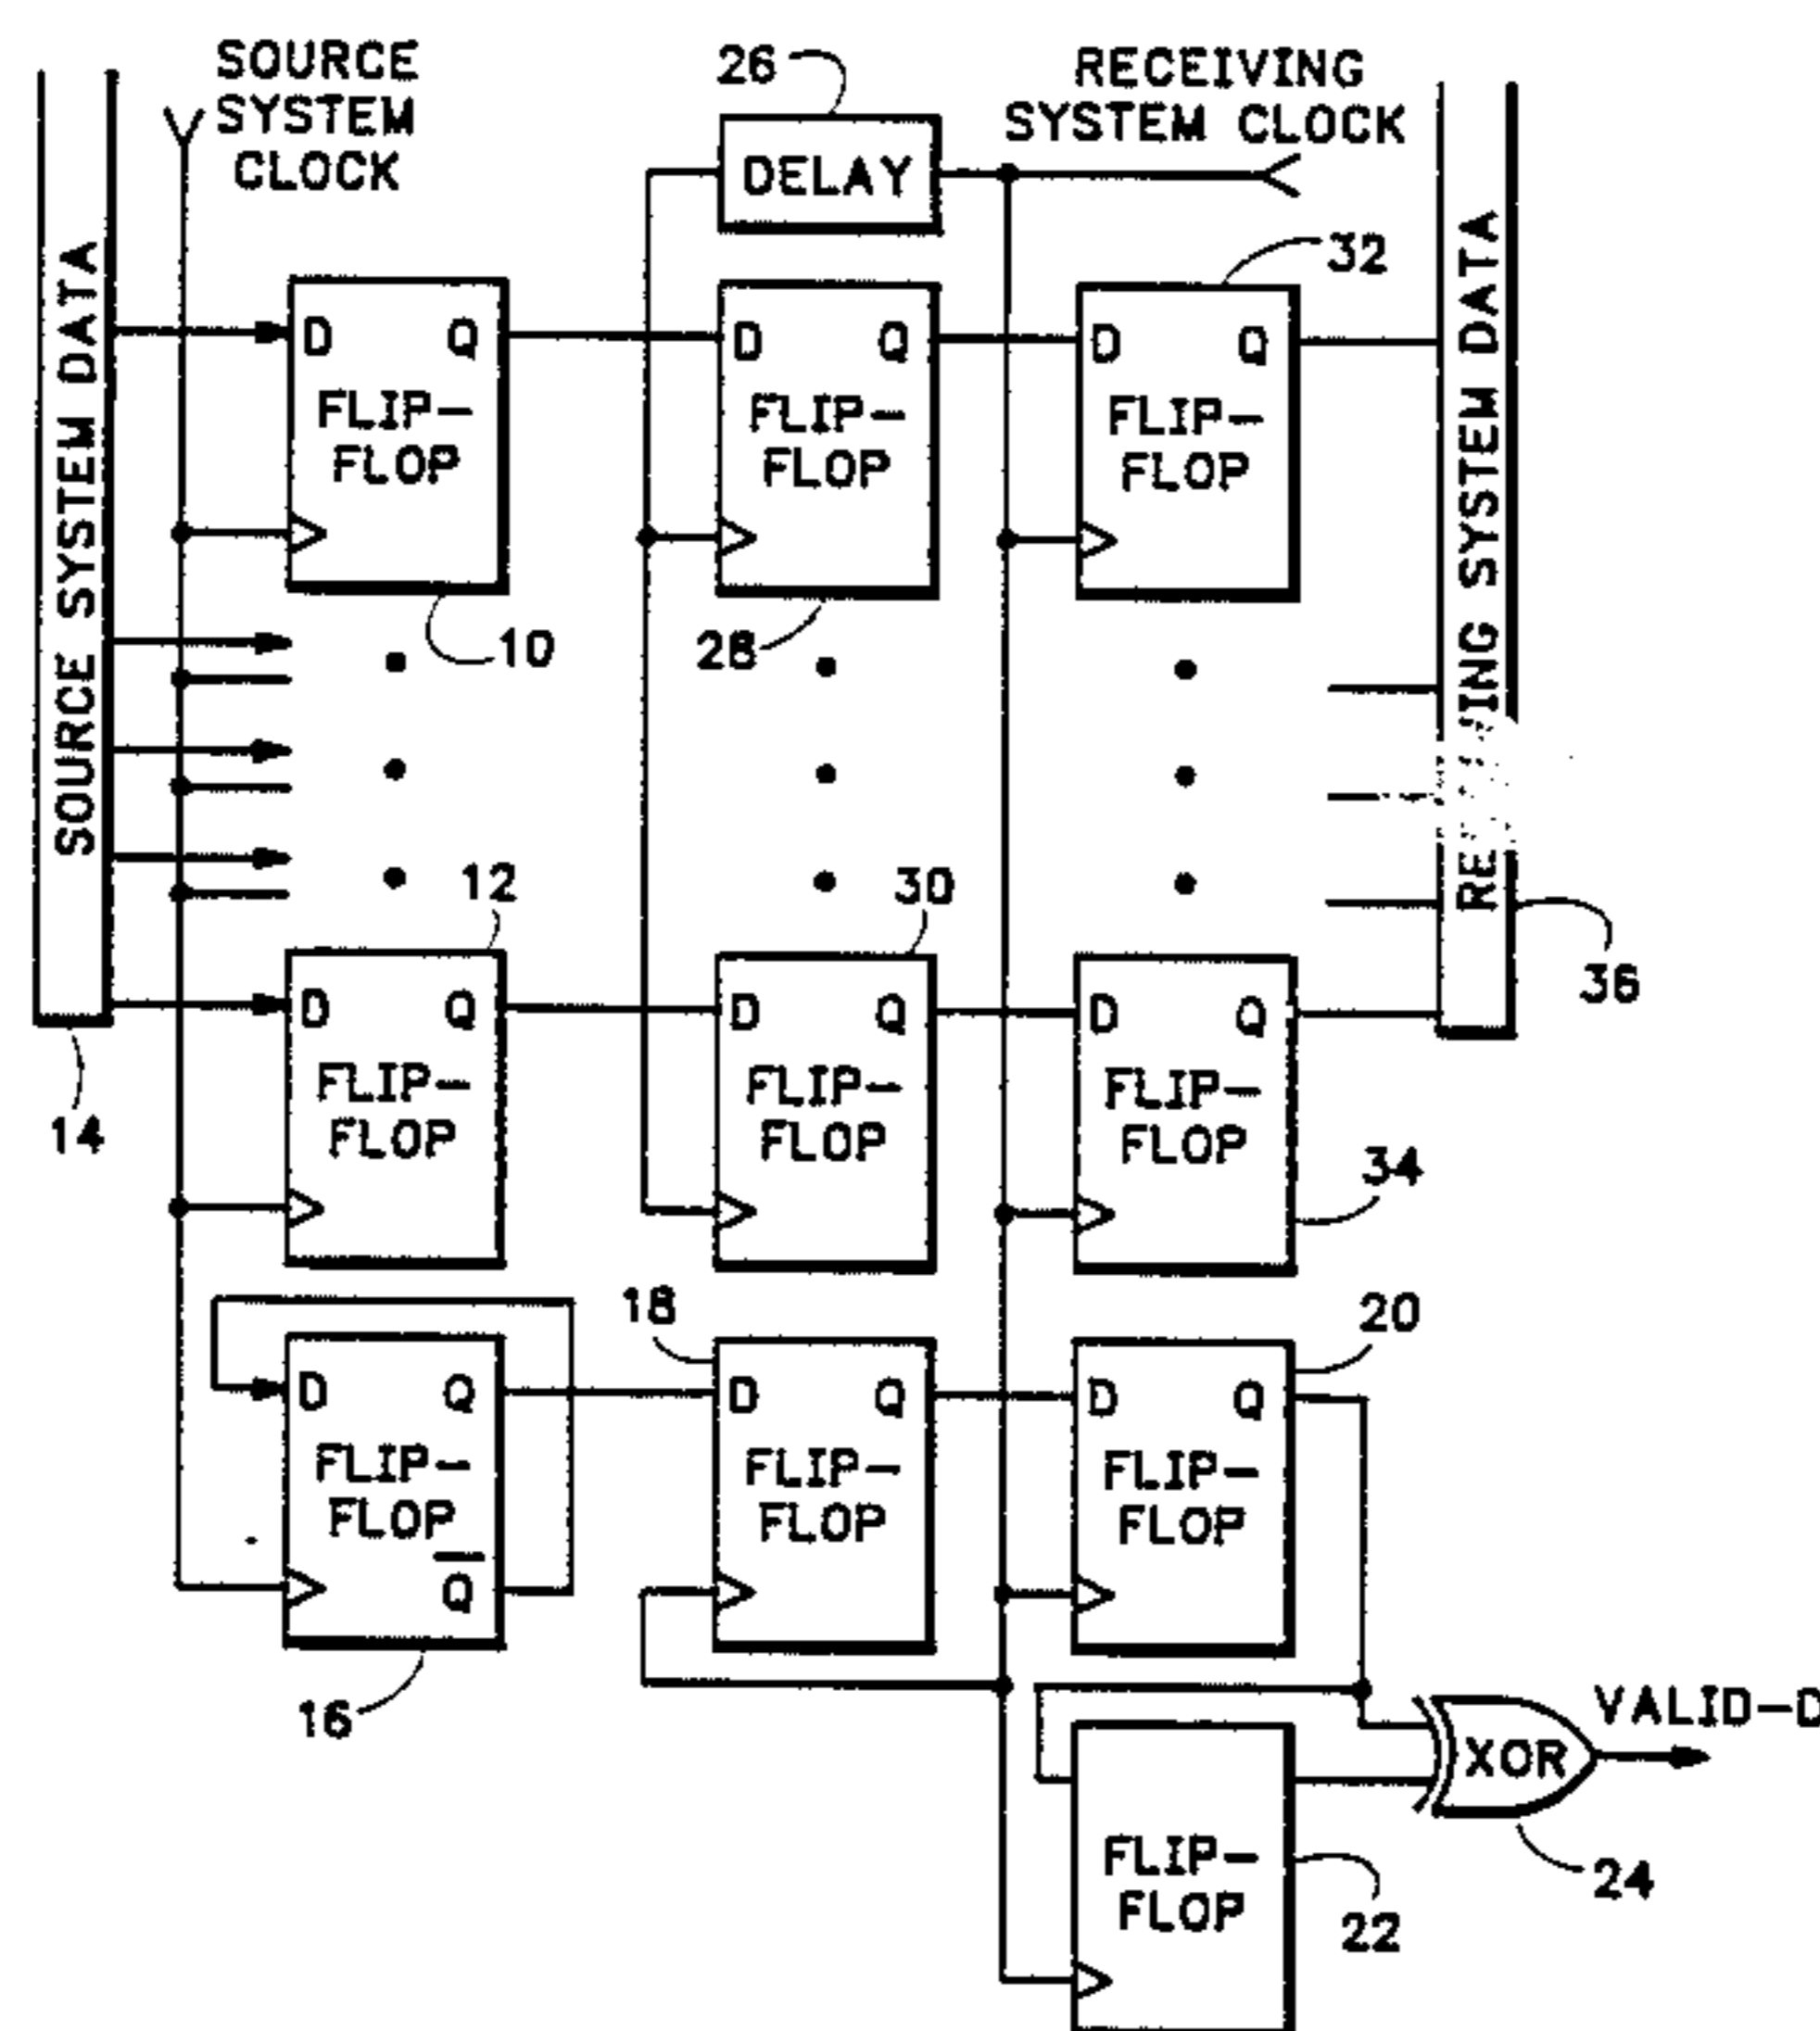 SOURCE
SYSTEM
CLOCK
26
RECEIVING
SYSTEM CLOCK
DELAY
32
SOURCE SYSTEM DATA
D Q
FLIP-
FLOP
D Q
FLIP-
FLOP
D Q
FLIP-
FLOP
SYSTEM DATA
10
28
12
30
36
14
D Q
FLIP-
FLOP
D Q
FLIP-
FLOP
D Q
FLIP-
FLOP
34
18
20
D Q
FLIP-
FLOP
Q̅
D Q
FLIP-
FLOP
D Q
FLIP-
FLOP
16
VALID-D
XOR
24
FLIP-
FLOP
22